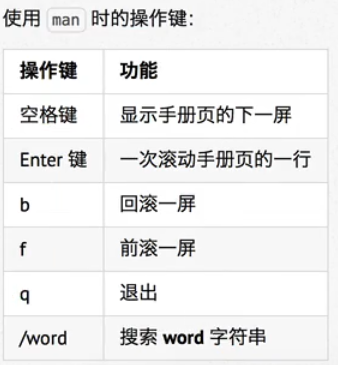 使用 man 时的操作键：
操作键 功能
空格键 显示手册页的下一屏
Enter 键 一次滚动手册页的一行
b 回滚一屏
f 前滚一屏
q 退出
/word 搜索 word 字符串